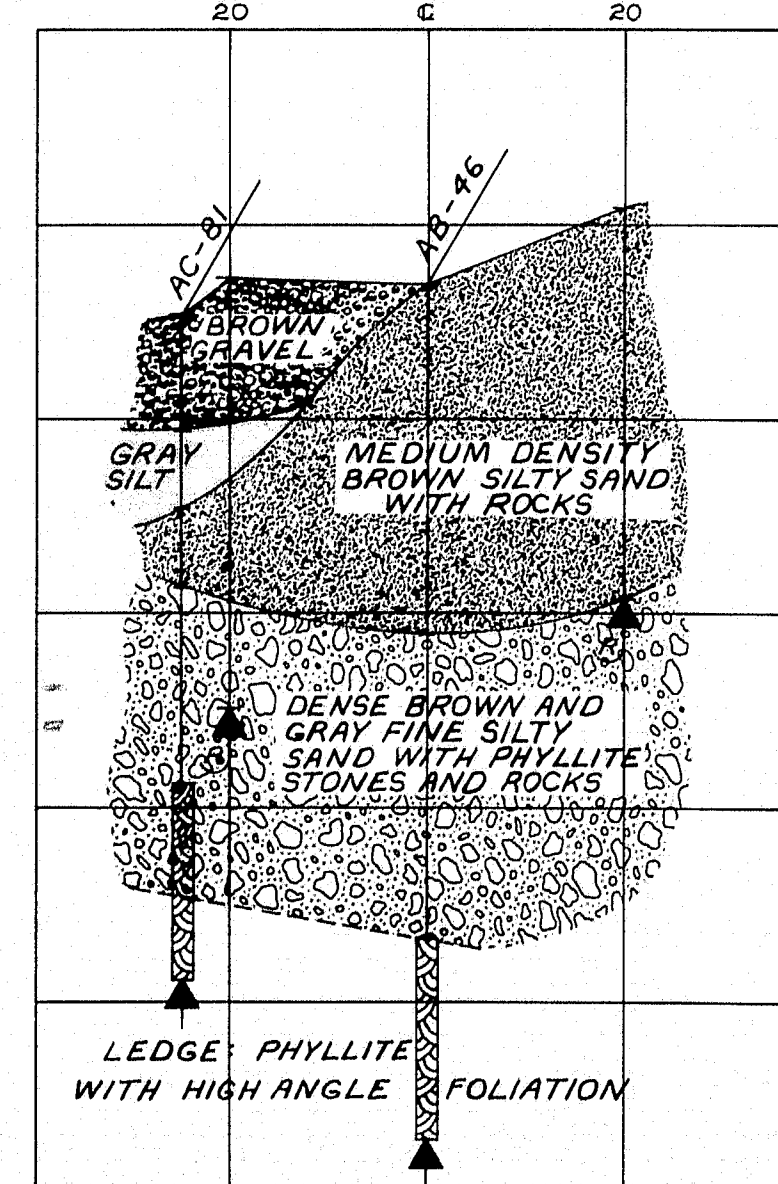 20 ℄ 20
AC-81
AB-46
BROWN
GRAVEL
GRAY
SILT
MEDIUM DENSITY
BROWN SILTY SAND
WITH ROCKS
R
DENSE BROWN AND
GRAY FINE SILTY
SAND WITH PHYLLITE
STONES AND ROCKS
R
LEDGE: PHYLLITE
WITH HIGH ANGLE FOLIATION